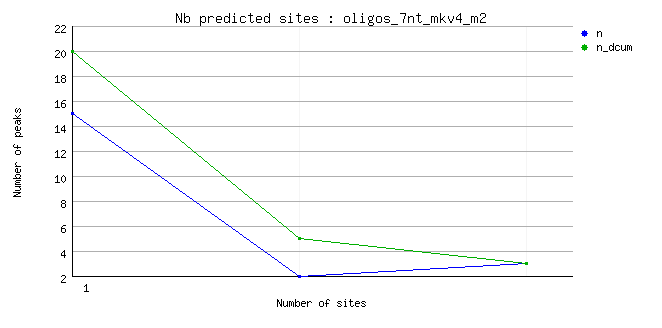 Nb predicted sites : oligos_7nt_mkv4_m2
n
n_dcum
Number of peaks
22
20
18
16
14
12
10
8
6
4
2
1
Number of sites